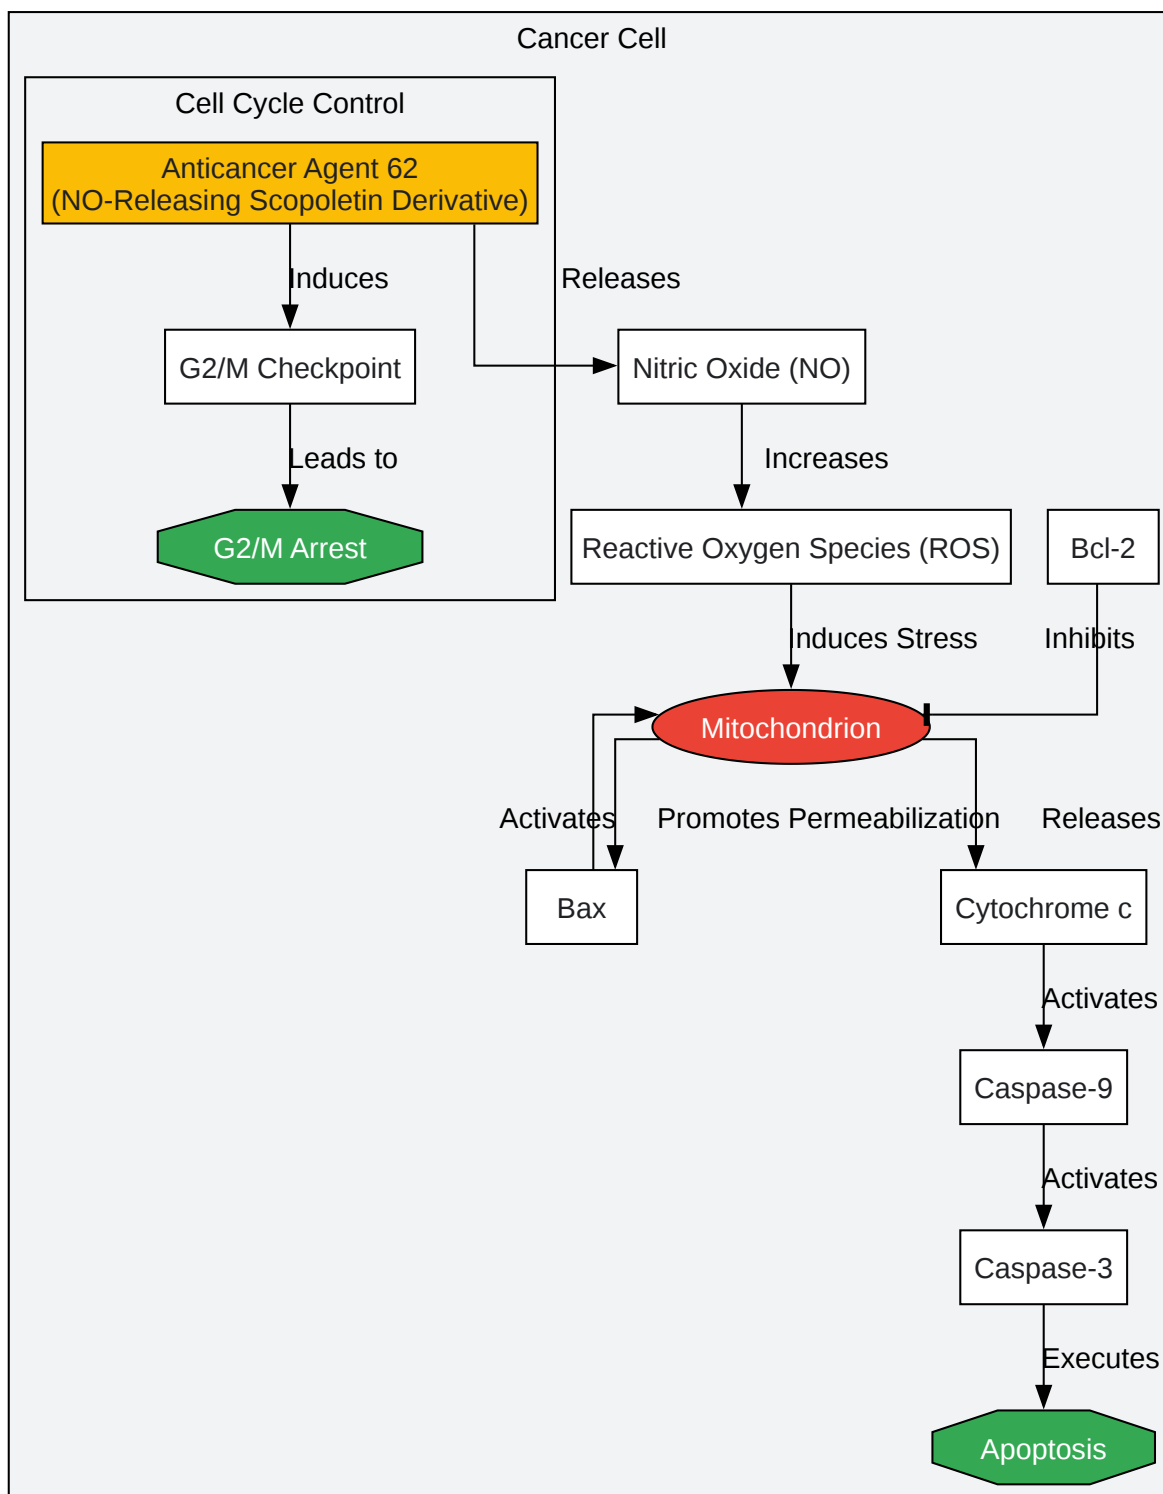 Cancer Cell
Cell Cycle Control
Anticancer Agent 62
(NO-Releasing Scopoletin Derivative)
Induces
Releases
G2/M Checkpoint
Nitric Oxide (NO)
Leads to
Increases
G2/M Arrest
Reactive Oxygen Species (ROS)
Bcl-2
Induces Stress
Inhibits
Mitochondrion
Activates
Promotes Permeabilization
Releases
Bax
Cytochrome c
Activates
Caspase-9
Activates
Caspase-3
Executes
Apoptosis